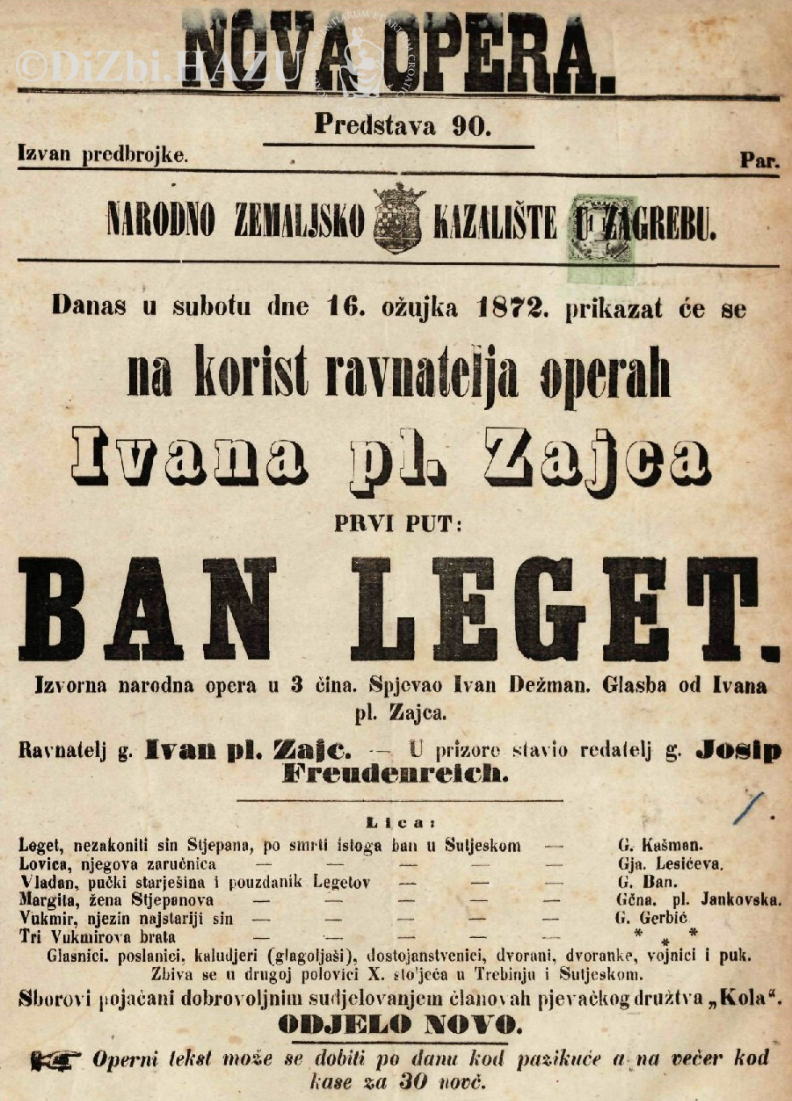 NOVA OPERA.
©DiZbi.HAZU
Predstava 90.
Izvan predbrojke.
Par.
NARODNO ZEMALJSKO KAZALIŠTE U ZAGREBU.
Danas u subotu dne 16. ožujka 1872. prikazat će se
na korist ravnatelja operah
Ivana pl. Zajca
PRVI PUT:
BAN LEGET.
Izvorna narodna opera u 3 čina. Spjevao Ivan Dežman. Glasba od Ivana
pl. Zajca.
Ravnatelj g. Ivan pl. Zajc. — U prizore stavio redatelj g. Josip
Freudenreich.
Lica:
Leget, nezakoniti sin Stjepana, po smrti istoga ban u Sutjeskom — G. Kašman.
Lovica, njegova zaručnica — — — — — Gja. Lesićeva.
Vladan, pučki starješina i pouzdanik Legetov — — — G. Ban.
Margita, žena Stjepanova — — — — — Gčna. pl. Jankovska.
Vukmir, njezin najstariji sin — — — — — G. Gerbić
Tri Vukmirova brata — — — — — * * *
Glasnici. poslanici, kaludjeri (glagoljaši), dostojanstvenici, dvorani, dvoranke, vojnici i puk.
Zbiva se u drugoj polovici X. sto'jeća u Trebinju i Sutjeskom.
Sborovi pojačani dobrovoljnim sudjelovanjem članovah pjevačkog družtva „Kola“.
ODJELO NOVO.
Operni tekst može se dobiti po danu kod pazikuće a na večer kod
kase za 30 novč.